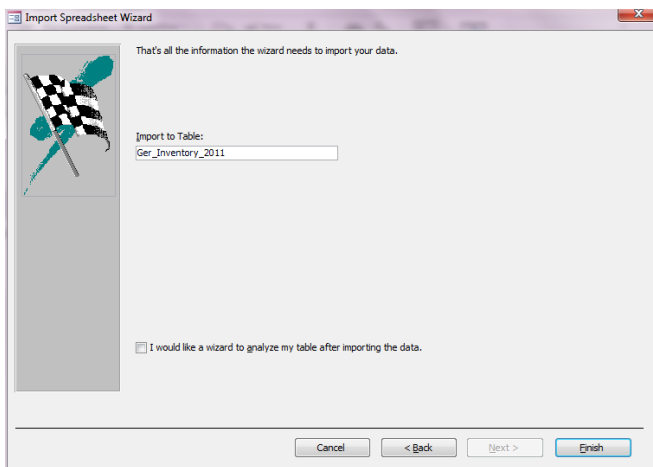 Import Spreadsheet Wizard
That's all the information the wizard needs to import your data.
Import to Table:
Ger_Inventory_2011
I would like a wizard to analyze my table after importing the data.
Cancel
< Back
Next >
Finish